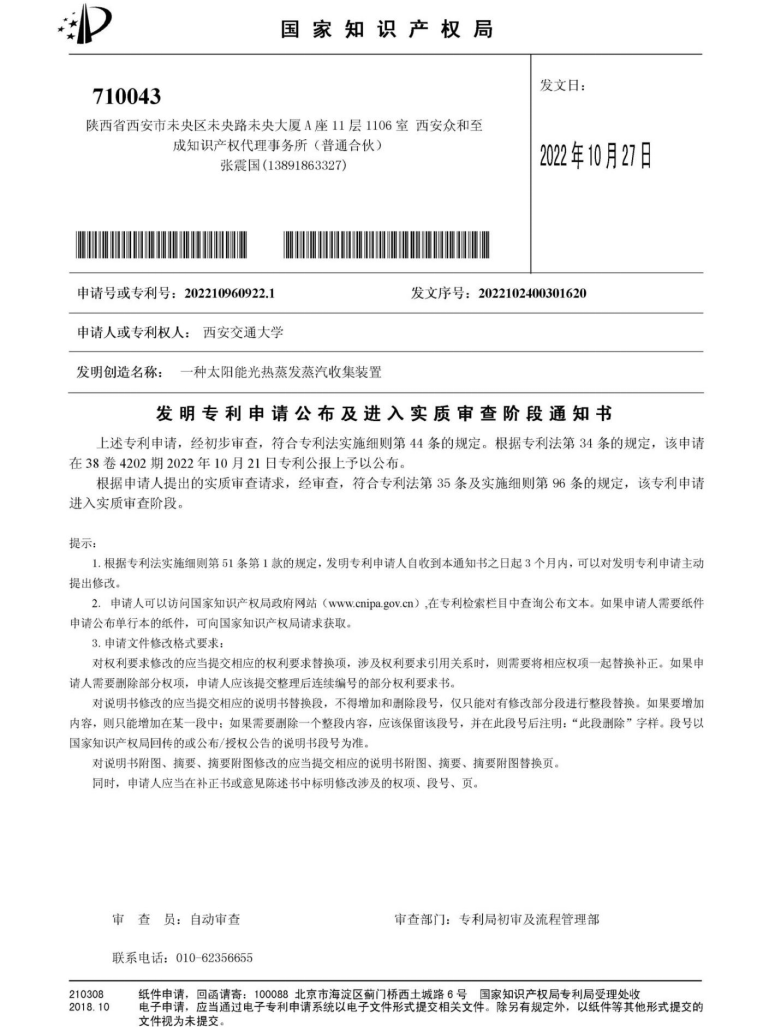 国家知识产权局
710043
陕西省西安市未央区未央路未央大厦 A 座 11 层 1106 室 西安众和至
成知识产权代理事务所（普通合伙）
张震国(13891863327)
发文日：
2022年10月27日
申请号或专利号：202210960922.1
发文序号：2022102400301620
申请人或专利权人： 西安交通大学
发明创造名称： 一种太阳能光热蒸发蒸汽收集装置
发明专利申请公布及进入实质审查阶段通知书
上述专利申请，经初步审查，符合专利法实施细则第 44 条的规定。根据专利法第 34 条的规定，该申请
在 38 卷 4202 期 2022 年 10 月 21 日专利公报上予以公布。
根据申请人提出的实质审查请求，经审查，符合专利法第 35 条及实施细则第 96 条的规定，该专利申请
进入实质审查阶段。
提示：
1. 根据专利法实施细则第 51 条第 1 款的规定，发明专利申请人自收到本通知书之日起 3 个月内，可以对发明专利申请主动
提出修改。
2. 申请人可以访问国家知识产权局政府网站（www.cnipa.gov.cn）,在专利检索栏目中查询公布文本。如果申请人需要纸件
申请公布单行本的纸件，可向国家知识产权局请求获取。
3. 申请文件修改格式要求：
对权利要求修改的应当提交相应的权利要求替换项，涉及权利要求引用关系时，则需要将相应权项一起替换补正。如果申
请人需要删除部分权项，申请人应该提交整理后连续编号的部分权利要求书。
对说明书修改的应当提交相应的说明书替换段，不得增加和删除段号，仅只能对有修改部分段进行整段替换。如果要增加
内容，则只能增加在某一段中；如果需要删除一个整段内容，应该保留该段号，并在此段号后注明：“此段删除”字样。段号以
国家知识产权局回传的或公布/授权公告的说明书段号为准。
对说明书附图、摘要、摘要附图修改的应当提交相应的说明书附图、摘要、摘要附图替换页。
同时，申请人应当在补正书或意见陈述书中标明修改涉及的权项、段号、页。
审 查 员：自动审查
审查部门：专利局初审及流程管理部
联系电话：010-62356655
210308 纸件申请，回函请寄：100088 北京市海淀区蓟门桥西土城路 6 号 国家知识产权局专利局受理处收
2018.10 电子申请，应当通过电子专利申请系统以电子文件形式提交相关文件。除另有规定外，以纸件等其他形式提交的
文件视为未提交。